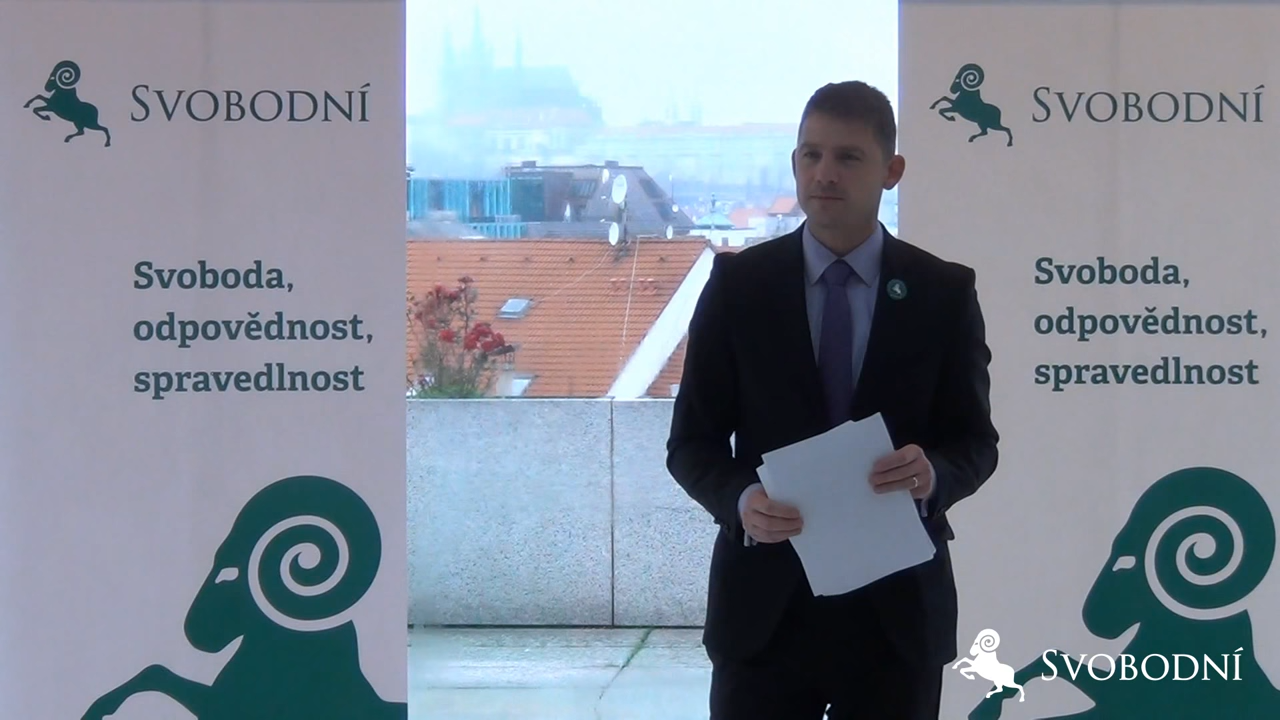 SVOBODNÍ
Svoboda,
odpovědnost,
spravedlnost
SVOBODNÍ
Svoboda,
odpovědnost,
spravedlnost
SVOBODNÍ